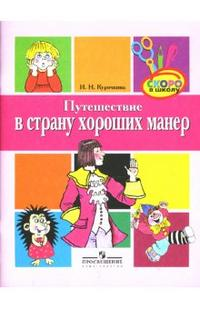 И. Н. Курочкина
СКОРО
в школу
Путешествие
в страну хороших манер
ПРОСВЕЩЕНИЕ